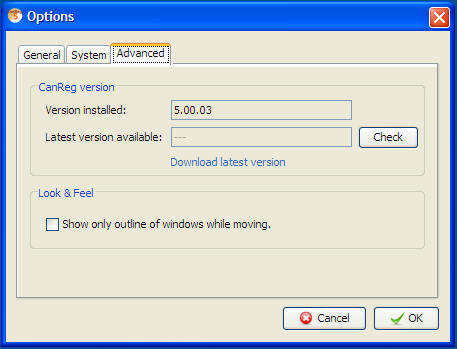 Options
General System Advanced
CanReg version
Version installed: 5.00.03
Latest version available: --- Check
Download latest version
Look & Feel
Show only outline of windows while moving.
Cancel OK